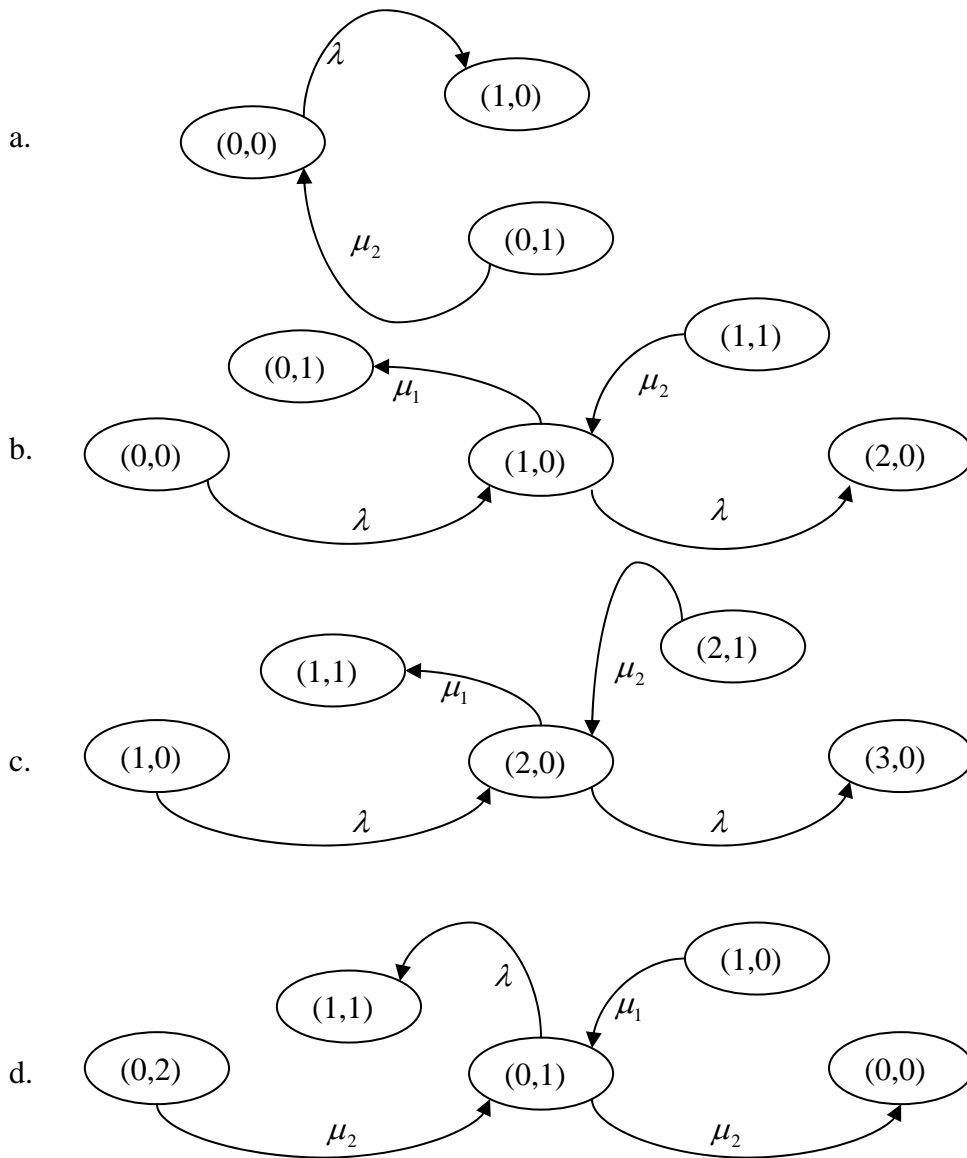 a.
λ
(1,0)
(0,0)
μ₂
(0,1)
b.
(1,1)
(0,1)
μ₁
μ₂
(0,0)
(1,0)
(2,0)
λ
λ
c.
(2,1)
(1,1)
μ₁
μ₂
(1,0)
(2,0)
(3,0)
λ
λ
d.
(1,0)
λ
(1,1)
μ₁
(0,2)
(0,1)
(0,0)
μ₂
μ₂